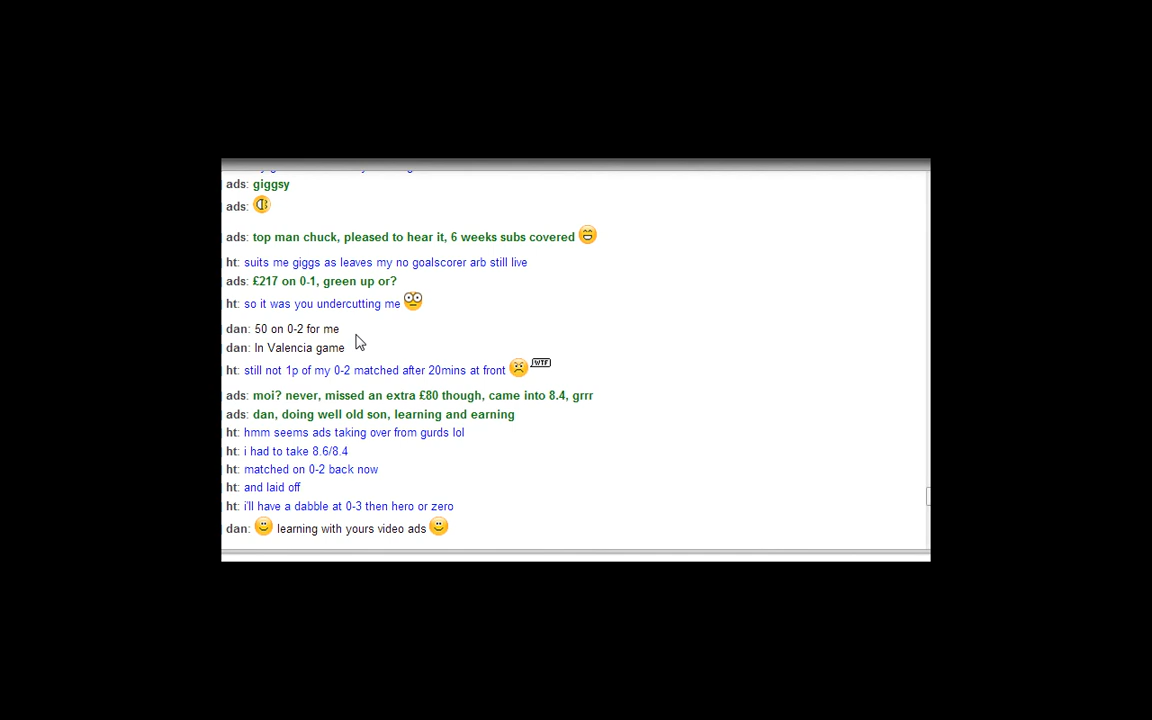 ads: giggsy
ads:
ads: top man chuck, pleased to hear it, 6 weeks subs covered
ht: suits me giggs as leaves my no goalscorer arb still live
ads: £217 on 0-1, green up or?
ht: so it was you undercutting me
dan: 50 on 0-2 for me
dan: In Valencia game
ht: still not 1p of my 0-2 matched after 20mins at front WTF
ads: moi? never, missed an extra £80 though, came into 8.4, grrr
ads: dan, doing well old son, learning and earning
ht: hmm seems ads taking over from gurds lol
ht: i had to take 8.6/8.4
ht: matched on 0-2 back now
ht: and laid off
ht: i'll have a dabble at 0-3 then hero or zero
dan: learning with yours video ads